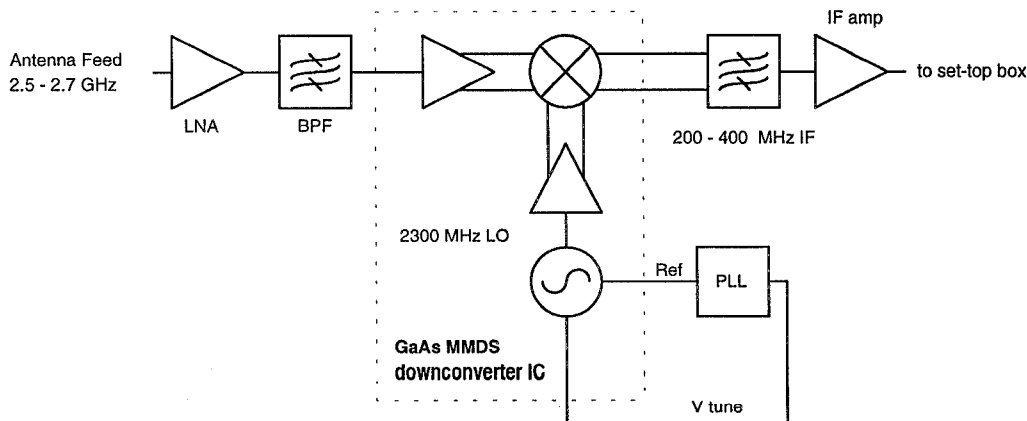 IF amp
Antenna Feed
2.5 - 2.7 GHz
to set-top box
LNA
BPF
200 - 400 MHz IF
2300 MHz LO
Ref
PLL
GaAs MMDS
downconverter IC
V tune